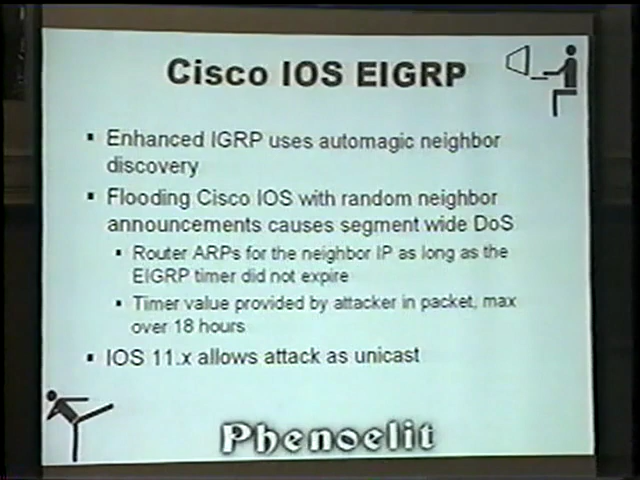 Cisco IOS EIGRP
▪ Enhanced IGRP uses automagic neighbor
discovery
▪ Flooding Cisco IOS with random neighbor
announcements causes segment wide DoS
▪ Router ARPs for the neighbor IP as long as the
EIGRP timer did not expire
▪ Timer value provided by attacker in packet, max
over 18 hours
▪ IOS 11.x allows attack as unicast
Phenoelit